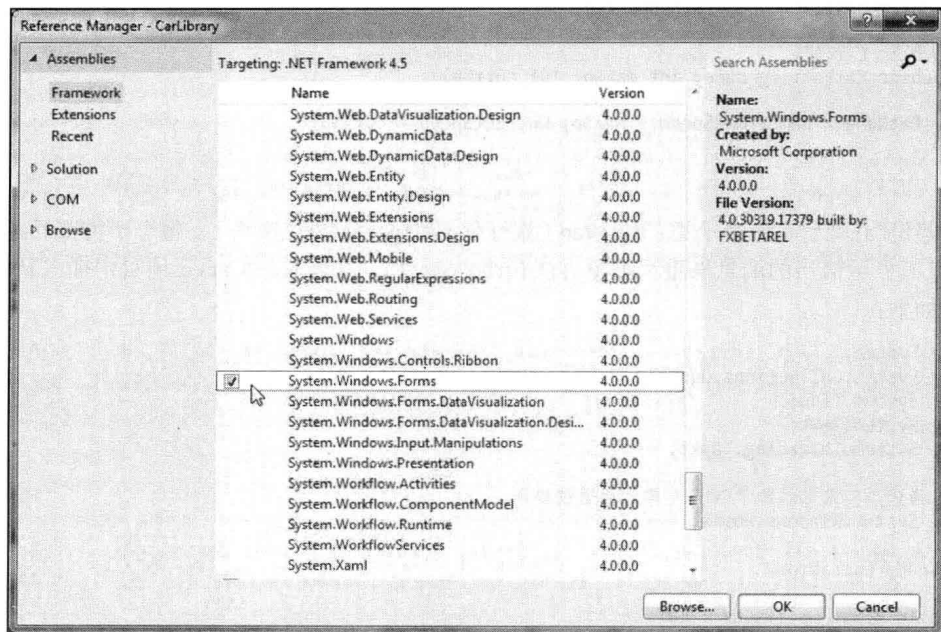 Reference Manager - CarLibrary
Assemblies
Framework
Extensions
Recent
Solution
COM
Browse
Targeting: .NET Framework 4.5
Name Version
System.Web.DataVisualization.Design 4.0.0.0
System.Web.DynamicData 4.0.0.0
System.Web.DynamicData.Design 4.0.0.0
System.Web.Entity 4.0.0.0
System.Web.Entity.Design 4.0.0.0
System.Web.Extensions 4.0.0.0
System.Web.Extensions.Design 4.0.0.0
System.Web.Mobile 4.0.0.0
System.Web.RegularExpressions 4.0.0.0
System.Web.Routing 4.0.0.0
System.Web.Services 4.0.0.0
System.Windows 4.0.0.0
System.Windows.Controls.Ribbon 4.0.0.0
System.Windows.Forms 4.0.0.0
System.Windows.Forms.DataVisualization 4.0.0.0
System.Windows.Forms.DataVisualization.Desi... 4.0.0.0
System.Windows.Input.Manipulations 4.0.0.0
System.Windows.Presentation 4.0.0.0
System.Workflow.Activities 4.0.0.0
System.Workflow.ComponentModel 4.0.0.0
System.Workflow.Runtime 4.0.0.0
System.WorkflowServices 4.0.0.0
System.Xaml 4.0.0.0
Search Assemblies
Name:
System.Windows.Forms
Created by:
Microsoft Corporation
Version:
4.0.0.0
File Version:
4.0.30319.17379 built by:
FXBETAREL
Browse... OK Cancel